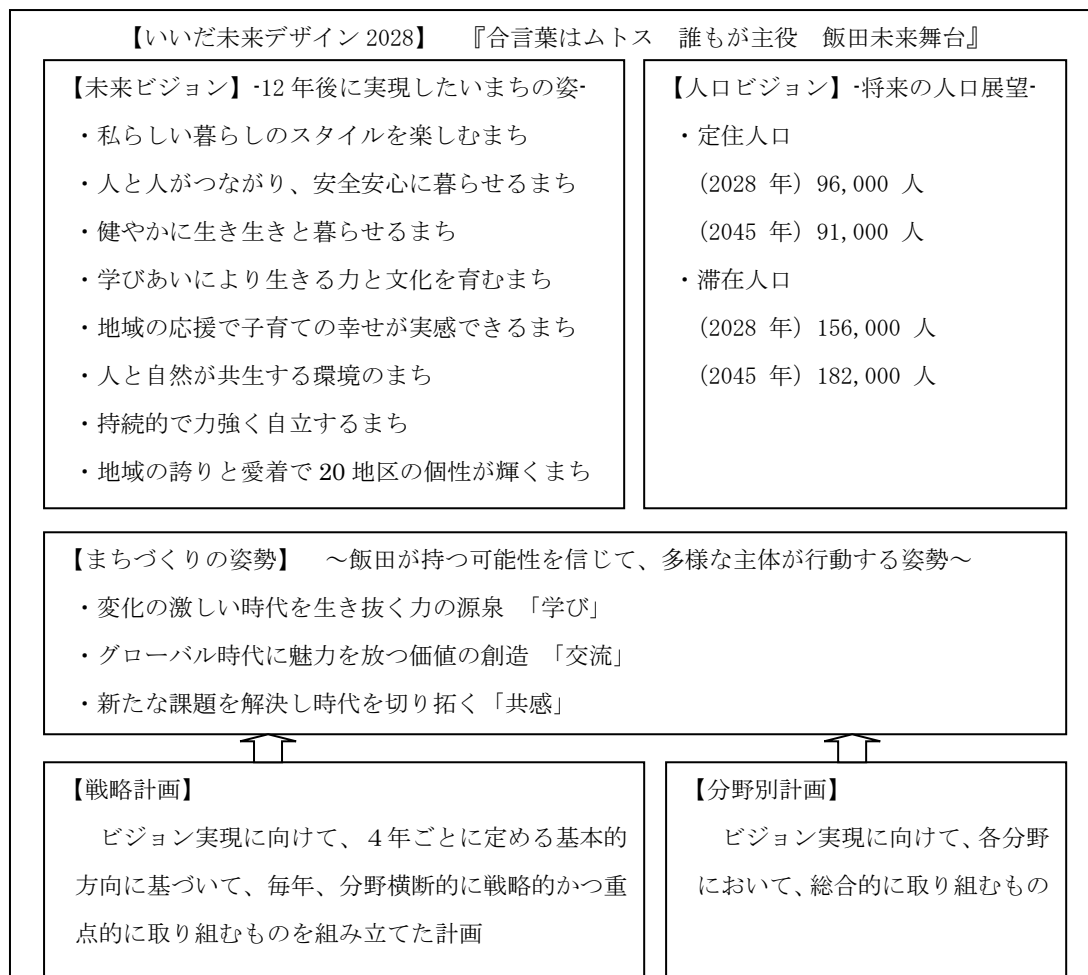 【いいだ未来デザイン 2028】 『合言葉はムトス 誰もが主役 飯田未来舞台』
【未来ビジョン】-12 年後に実現したいまちの姿-
・私らしい暮らしのスタイルを楽しむまち
・人と人がつながり、安全安心に暮らせるまち
・健やかに生き生きと暮らせるまち
・学びあいにより生きる力と文化を育むまち
・地域の応援で子育ての幸せが実感できるまち
・人と自然が共生する環境のまち
・持続的で力強く自立するまち
・地域の誇りと愛着で 20 地区の個性が輝くまち
【人口ビジョン】-将来の人口展望-
・定住人口
(2028 年) 96,000 人
(2045 年) 91,000 人
・滞在人口
(2028 年) 156,000 人
(2045 年) 182,000 人
【まちづくりの姿勢】 ～飯田が持つ可能性を信じて、多様な主体が行動する姿勢～
・変化の激しい時代を生き抜く力の源泉 「学び」
・グローバル時代に魅力を放つ価値の創造 「交流」
・新たな課題を解決し時代を切り拓く「共感」
【戦略計画】
ビジョン実現に向けて、４年ごとに定める基本的
方向に基づいて、毎年、分野横断的に戦略的かつ重
点的に取り組むものを組み立てた計画
【分野別計画】
ビジョン実現に向けて、各分野
において、総合的に取り組むもの